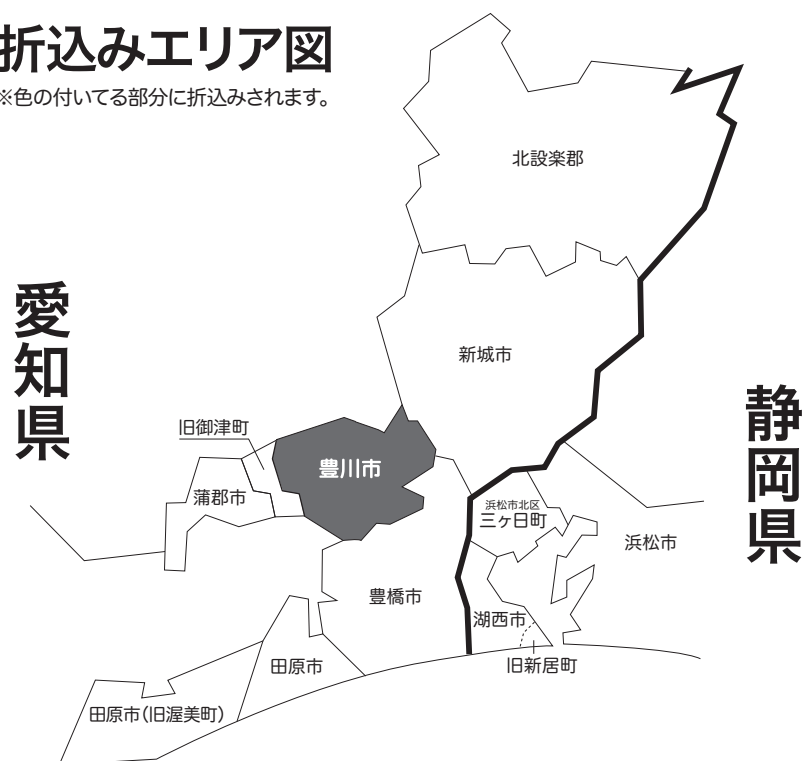 折込みエリア図
※色の付いてる部分に折込みされます。
北設楽郡
愛知県
新城市
静岡県
旧御津町
豊川市
蒲郡市
浜松市北区
三ヶ日町
浜松市
豊橋市
湖西市
田原市
旧新居町
田原市(旧渥美町)